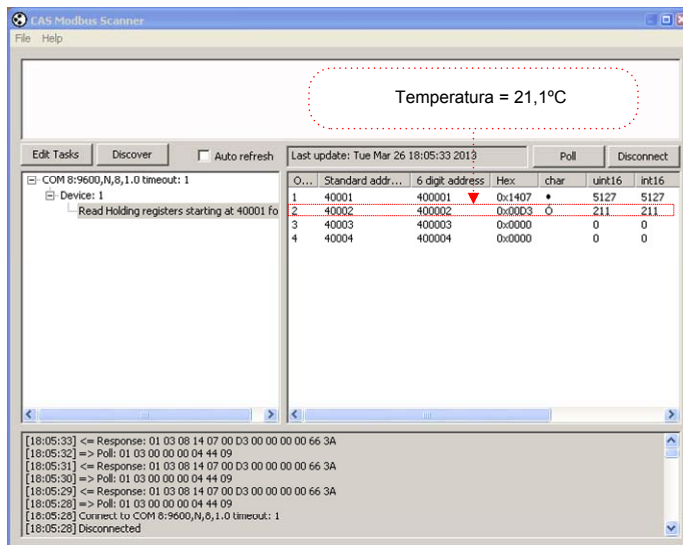 CAS Modbus Scanner
File Help
Temperatura = 21,1ºC
Edit Tasks Discover Auto refresh Last update: Tue Mar 26 18:05:33 2013 Poll Disconnect
COM 8:9600,N,8,1.0 timeout: 1
Device: 1
Read Holding registers starting at 40001 fo
O... Standard addr... 6 digit address Hex char uint16 int16
1 40001 400001 0x1407 • 5127 5127
2 40002 400002 0x00D3 Ó 211 211
3 40003 400003 0x0000 0 0
4 40004 400004 0x0000 0 0
[18:05:33] <= Response: 01 03 08 14 07 00 D3 00 00 00 00 66 3A
[18:05:32] => Poll: 01 03 00 00 00 04 44 09
[18:05:31] <= Response: 01 03 08 14 07 00 D3 00 00 00 00 66 3A
[18:05:30] => Poll: 01 03 00 00 00 04 44 09
[18:05:29] <= Response: 01 03 08 14 07 00 D3 00 00 00 00 66 3A
[18:05:28] => Poll: 01 03 00 00 00 04 44 09
[18:05:28] Connect to COM 8:9600,N,8,1.0 timeout: 1
[18:05:28] Disconnected